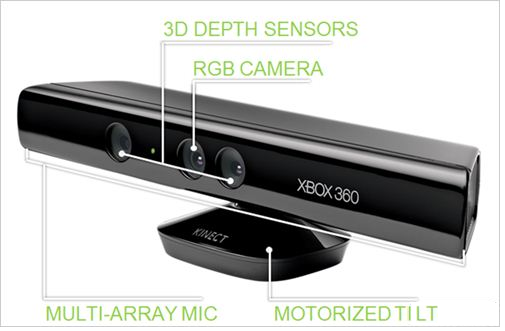 3D DEPTH SENSORS
RGB CAMERA
XBOX 360
KINECT
MULTI-ARRAY MIC
MOTORIZED TILT